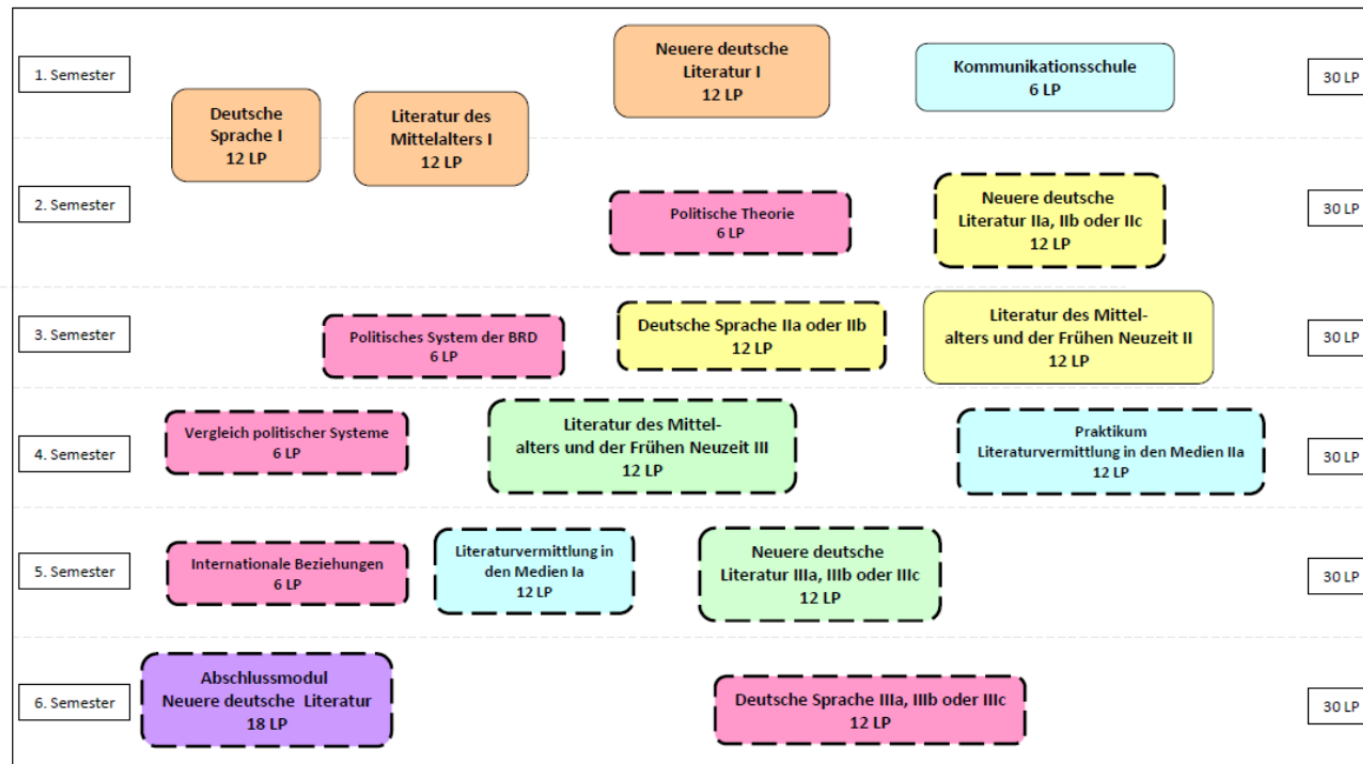 1. Semester
Neuere deutsche
Literatur I
12 LP
Kommunikationsschule
6 LP
30 LP
Deutsche
Sprache I
12 LP
Literatur des
Mittelalters I
12 LP
2. Semester
Politische Theorie
6 LP
Neuere deutsche
Literatur IIa, IIb oder IIc
12 LP
30 LP
3. Semester
Politisches System der BRD
6 LP
Deutsche Sprache IIa oder IIb
12 LP
Literatur des Mittel-
alters und der Frühen Neuzeit II
12 LP
30 LP
4. Semester
Vergleich politischer Systeme
6 LP
Literatur des Mittel-
alters und der Frühen Neuzeit III
12 LP
Praktikum
Literaturvermittlung in den Medien IIa
12 LP
30 LP
5. Semester
Internationale Beziehungen
6 LP
Literaturvermittlung in
den Medien Ia
12 LP
Neuere deutsche
Literatur IIIa, IIIb oder IIIc
12 LP
30 LP
6. Semester
Abschlussmodul
Neuere deutsche Literatur
18 LP
Deutsche Sprache IIIa, IIIb oder IIIc
12 LP
30 LP